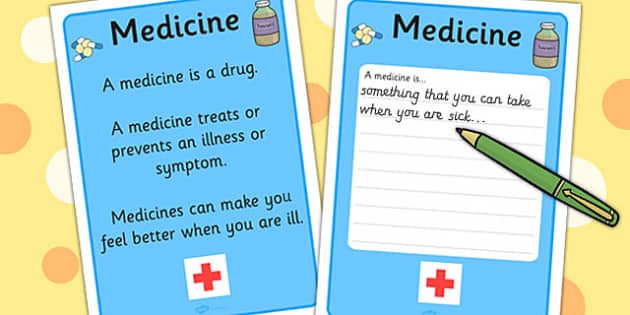 Medicine
A medicine is a drug.
A medicine treats or
prevents an illness or
symptom.
Medicines can make you
feel better when you are ill.
Medicine
A medicine is...
something that you can take
when you are sick...